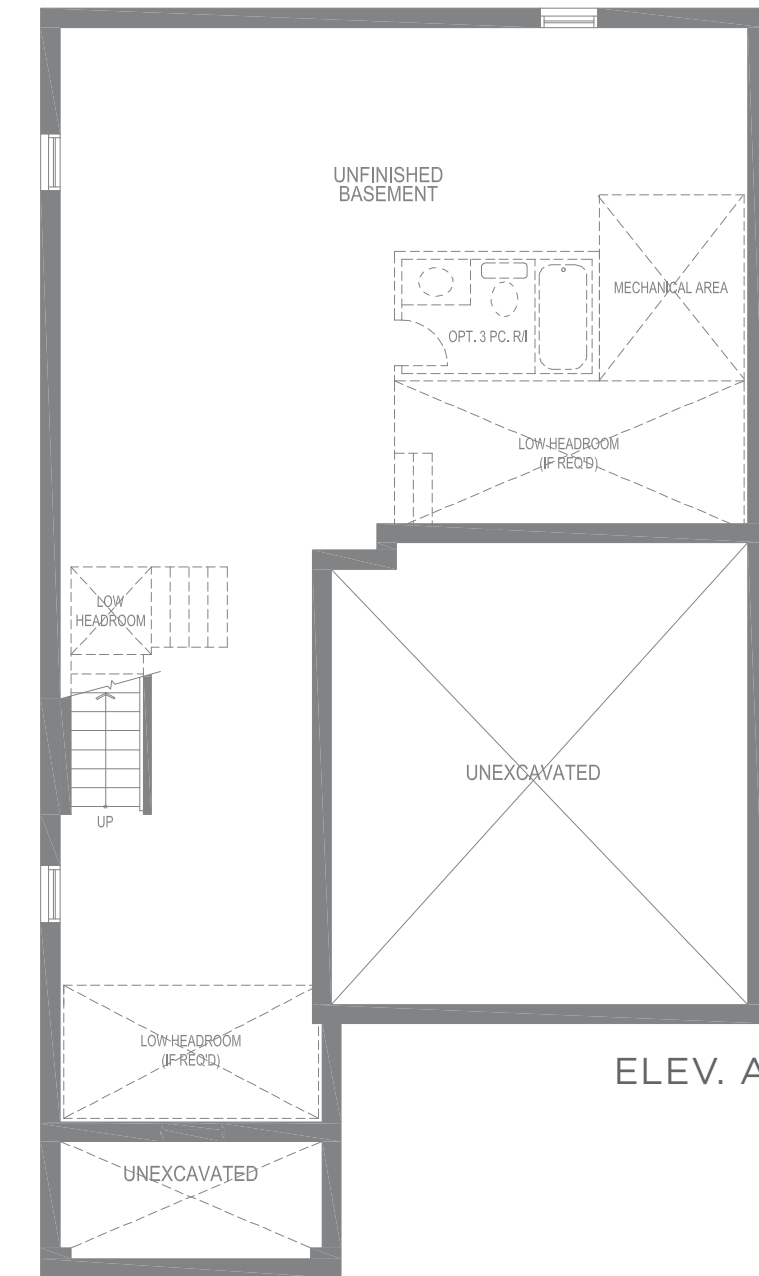 UNFINISHED
BASEMENT
MECHANICAL AREA
OPT. 3 PC. R/I
LOW HEADROOM
(IF REQ'D)
LOW
HEADROOM
UNEXCAVATED
UP
LOW HEADROOM
(IF REQ'D)
ELEV. A
UNEXCAVATED